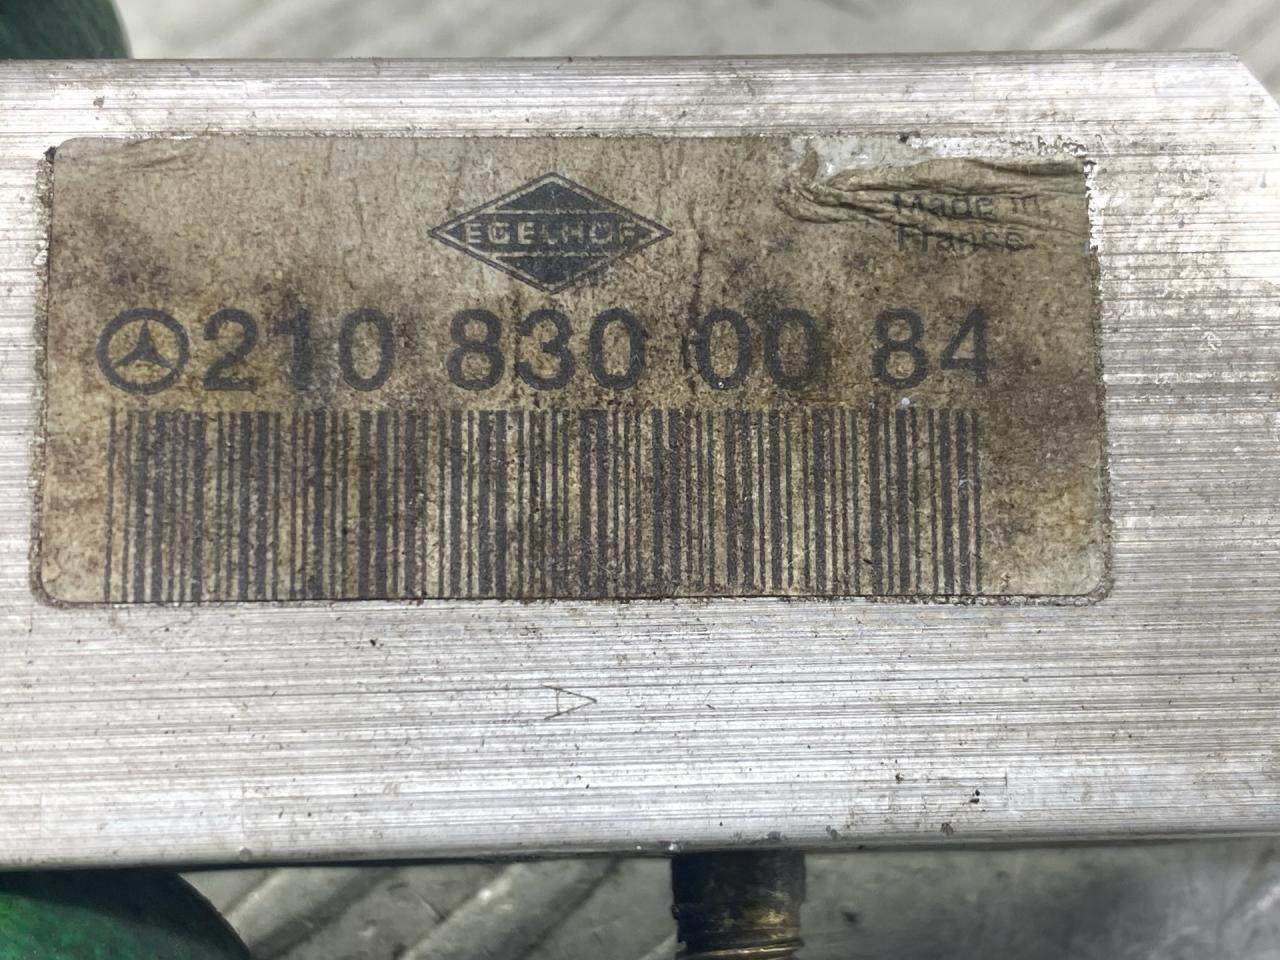 EGELHOF
Made in
France
210 830 00 84
A